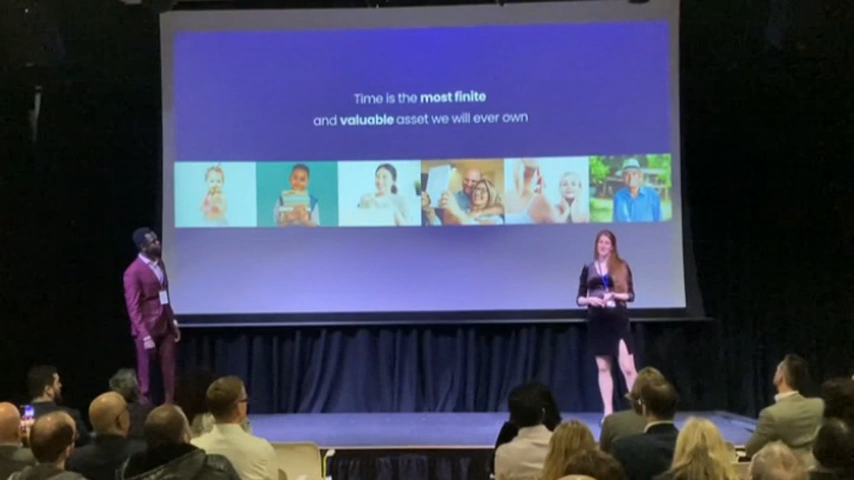 Time is the most finite
and valuable asset we will ever own